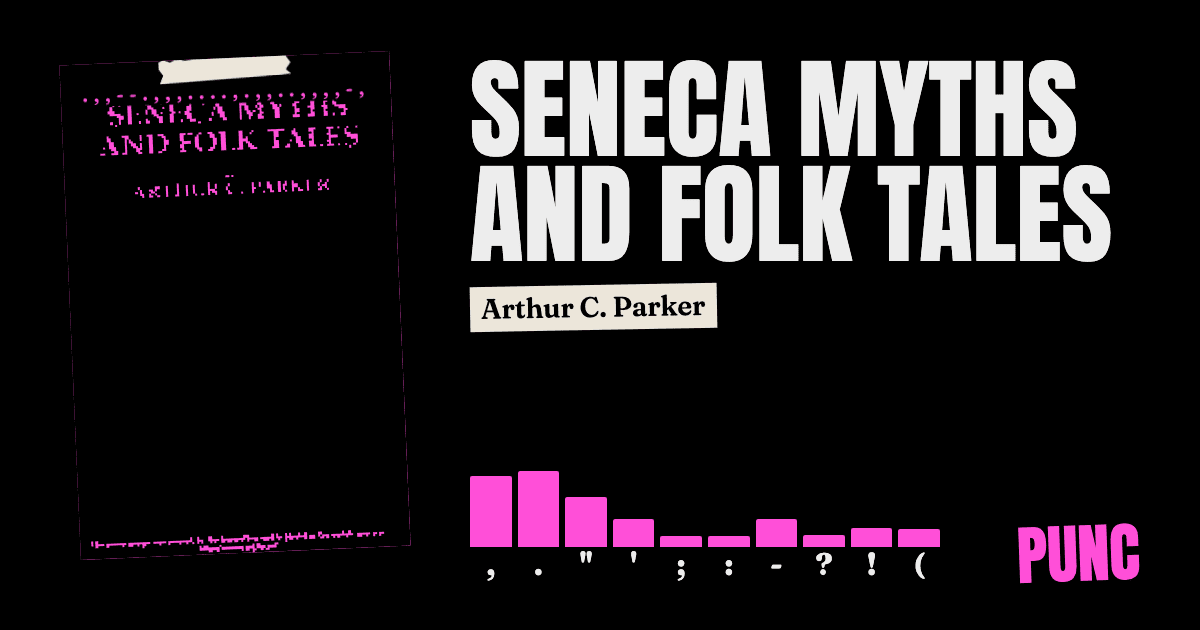 SENECA MYTHS
AND FOLK TALES
ARTHUR C. PARKER
SENECA MYTHS
AND FOLK TALES
Arthur C. Parker
, . " ' ; : - ? ! (
PUNC